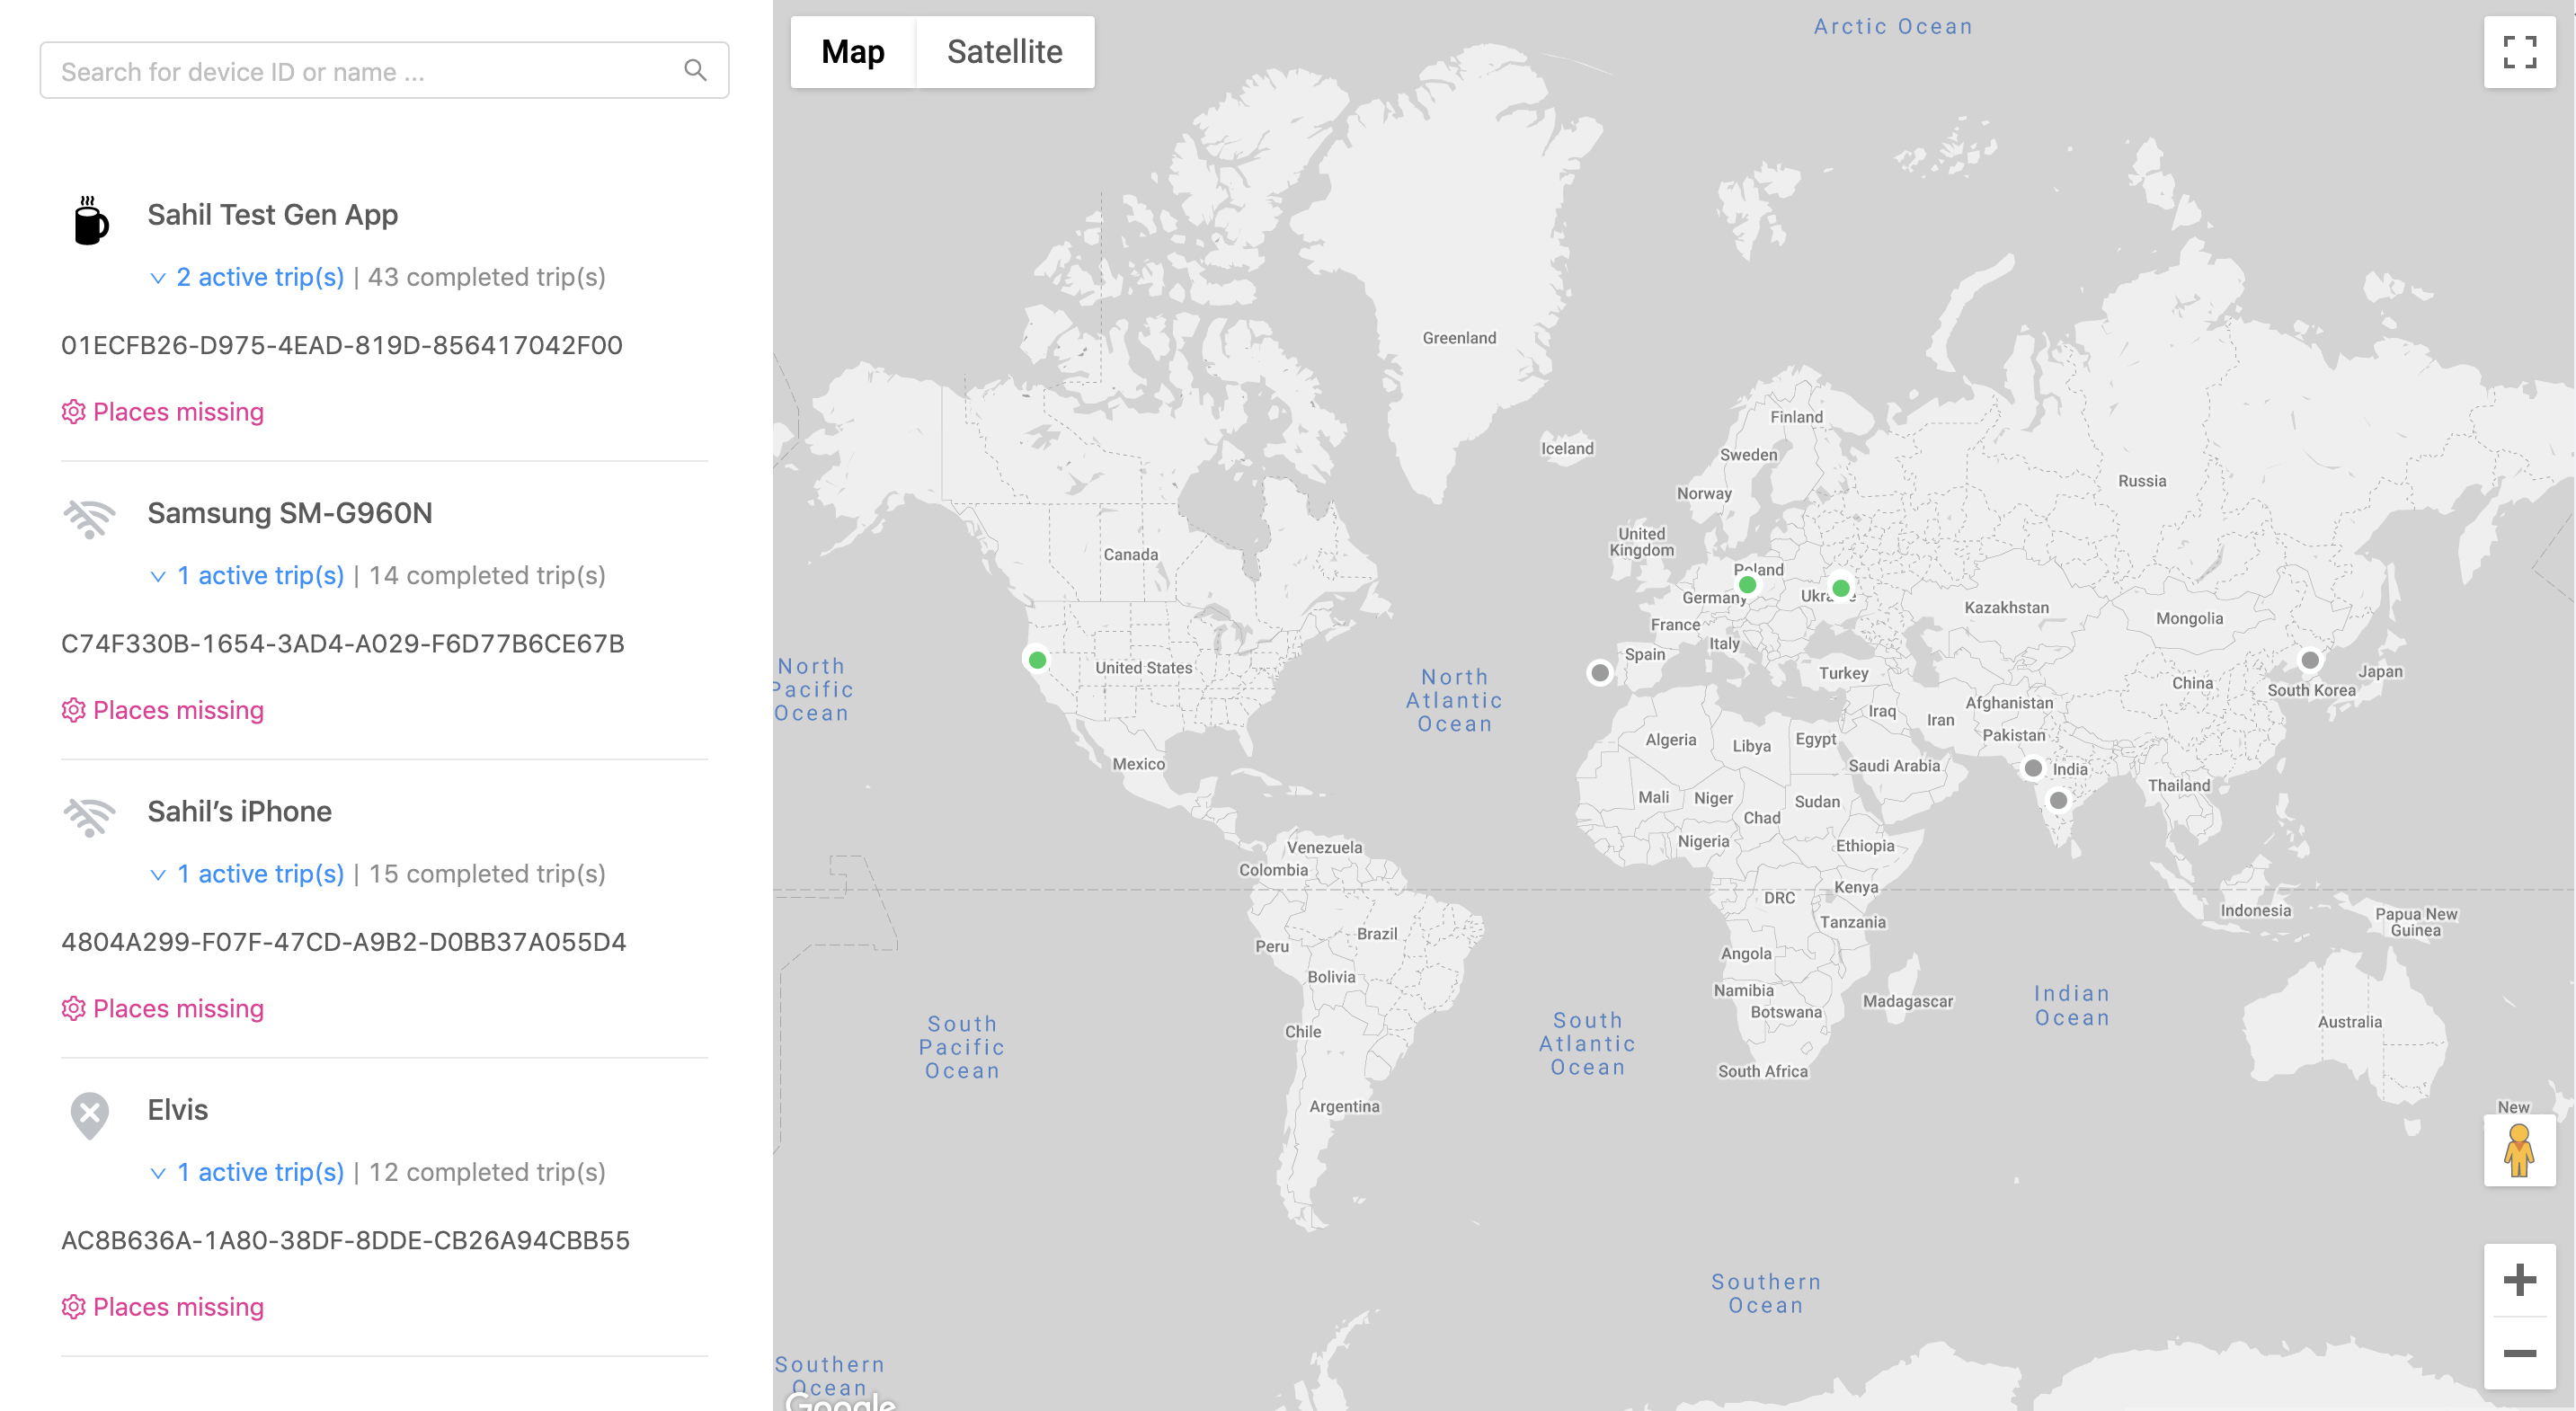 Search for device ID or name ...
Sahil Test Gen App
2 active trip(s) | 43 completed trip(s)
01ECFB26-D975-4EAD-819D-856417042F00
Places missing
Samsung SM-G960N
1 active trip(s) | 14 completed trip(s)
C74F330B-1654-3AD4-A029-F6D77B6CE67B
Places missing
Sahil’s iPhone
1 active trip(s) | 15 completed trip(s)
4804A299-F07F-47CD-A9B2-D0BB37A055D4
Places missing
Elvis
1 active trip(s) | 12 completed trip(s)
AC8B636A-1A80-38DF-8DDE-CB26A94CBB55
Places missing
Map
Satellite
Arctic Ocean
Greenland
Iceland
Finland
Sweden
Norway
Russia
United
Kingdom
Canada
Poland
Germany
Ukraine
France
Kazakhstan
Mongolia
Italy
Spain
United States
North
Pacific
Ocean
North
Atlantic
Ocean
Turkey
Japan
China
South Korea
Afghanistan
Iraq
Iran
Pakistan
Algeria
Libya
Egypt
Mexico
Saudi Arabia
India
Thailand
Mali
Niger
Sudan
Chad
Nigeria
Ethiopia
Venezuela
Colombia
Kenya
DRC
Indonesia
Papua New
Guinea
Tanzania
Brazil
Peru
Angola
Bolivia
Namibia
Botswana
Madagascar
Indian
Ocean
South
Pacific
Ocean
Chile
South
Atlantic
Ocean
Australia
South Africa
Argentina
New
Southern
Ocean
Southern
Ocean
Google